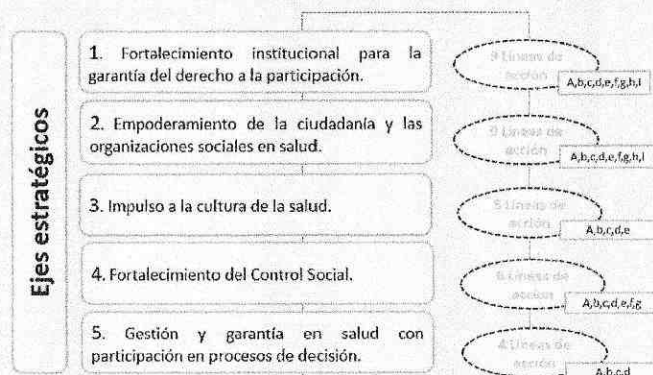 Ejes estratégicos
1. Fortalecimiento institucional para la
garantía del derecho a la participación.
9 Líneas de
acción
A,b,c,d,e,f,g,h,i
2. Empoderamiento de la ciudadanía y las
organizaciones sociales en salud.
9 Líneas de
acción
A,b,c,d,e,f,g,h,i
3. Impulso a la cultura de la salud.
5 Líneas de
acción
A,b,c,d,e
4. Fortalecimiento del Control Social.
Líneas de
acción
A,b,c,d,e,f,g
5. Gestión y garantía en salud con
participación en procesos de decisión.
4 Líneas de
acción
A,b,c,d